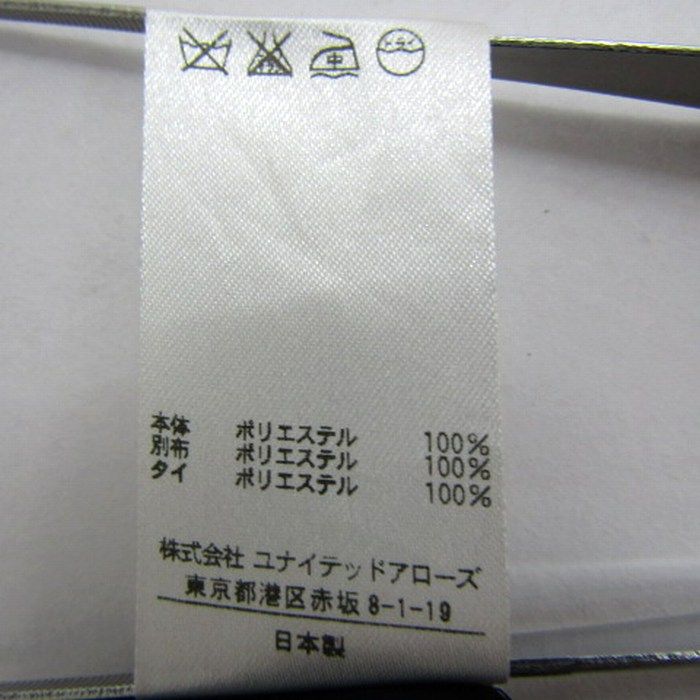 中
本体 ポリエステル 100%
別布 ポリエステル 100%
タイ ポリエステル 100%
株式会社 ユナイテッドアローズ
東京都港区赤坂 8-1-19
日本製